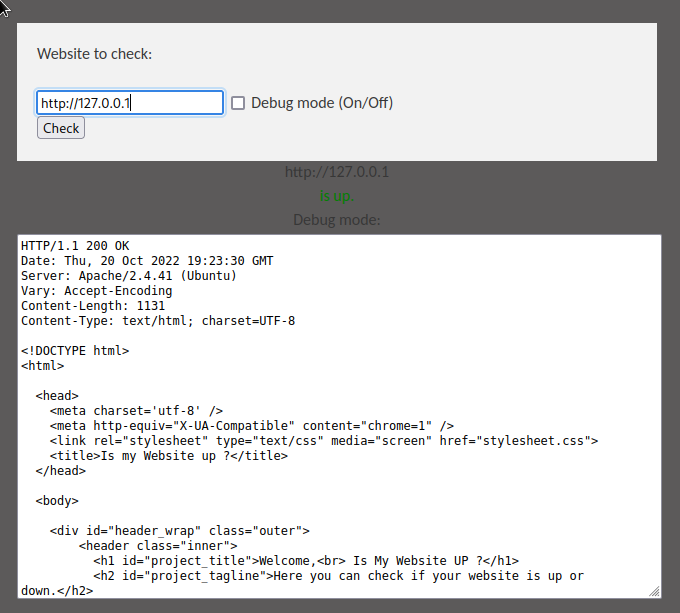 Website to check:
http://127.0.0.1 Debug mode (On/Off)
Check
http://127.0.0.1
is up.
Debug mode:
HTTP/1.1 200 OK
Date: Thu, 20 Oct 2022 19:23:30 GMT
Server: Apache/2.4.41 (Ubuntu)
Vary: Accept-Encoding
Content-Length: 1131
Content-Type: text/html; charset=UTF-8
<!DOCTYPE html>
<html>
<head>
<meta charset='utf-8' />
<meta http-equiv="X-UA-Compatible" content="chrome=1" />
<link rel="stylesheet" type="text/css" media="screen" href="stylesheet.css">
<title>Is my Website up ?</title>
</head>
<body>
<div id="header_wrap" class="outer">
<header class="inner">
<h1 id="project_title">Welcome,<br> Is My Website UP ?</h1>
<h2 id="project_tagline">Here you can check if your website is up or
down.</h2>